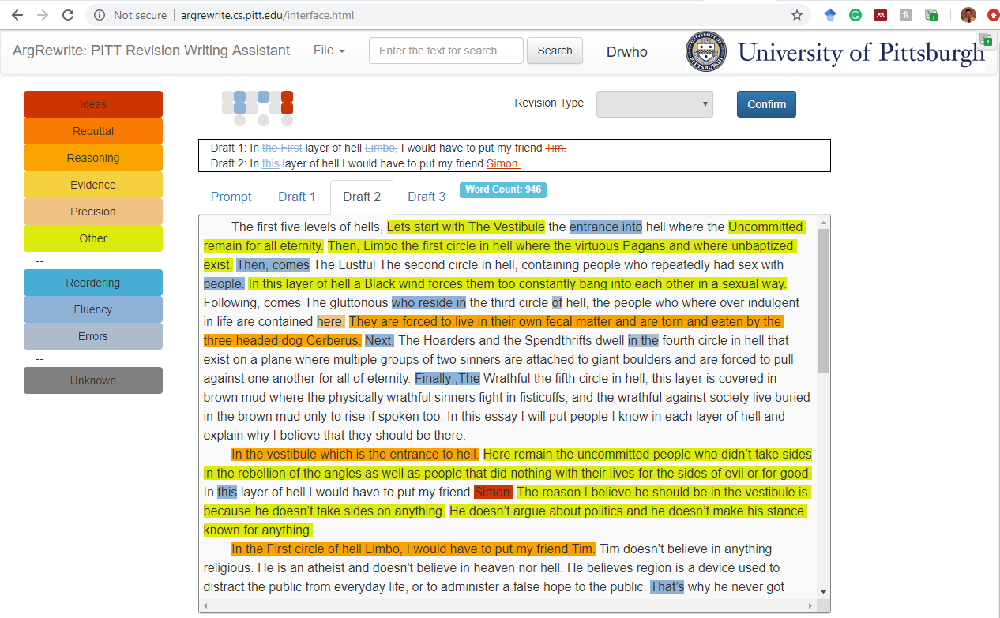 Not secure | argrewrite.cs.pitt.edu/interface.html
ArgRewrite: PITT Revision Writing Assistant File Enter the text for search Search Drwho University of Pittsburgh
Ideas
Rebuttal
Reasoning
Evidence
Precision
Other
--
Reordering
Fluency
Errors
--
Unknown
Revision Type Confirm
Draft 1: In the First layer of hell Limbo, I would have to put my friend Tim.
Draft 2: In this layer of hell I would have to put my friend Simon.
Prompt Draft 1 Draft 2 Draft 3 Word Count: 946
The first five levels of hells, Lets start with The Vestibule the entrance into hell where the Uncommitted
remain for all eternity. Then, Limbo the first circle in hell where the virtuous Pagans and where unbaptized
exist. Then, comes The Lustful The second circle in hell, containing people who repeatedly had sex with
people. In this layer of hell a Black wind forces them too constantly bang into each other in a sexual way.
Following, comes The gluttonous who reside in the third circle of hell, the people who where over indulgent
in life are contained here. They are forced to live in their own fecal matter and are torn and eaten by the
three headed dog Cerberus. Next, The Hoarders and the Spendthrifts dwell in the fourth circle in hell that
exist on a plane where multiple groups of two sinners are attached to giant boulders and are forced to pull
against one another for all of eternity. Finally ,The Wrathful the fifth circle in hell, this layer is covered in
brown mud where the physically wrathful sinners fight in fisticuffs, and the wrathful against society live buried
in the brown mud only to rise if spoken too. In this essay I will put people I know in each layer of hell and
explain why I believe that they should be there.
In the vestibule which is the entrance to hell. Here remain the uncommitted people who didn’t take sides
in the rebellion of the angles as well as people that did nothing with their lives for the sides of evil or for good.
In this layer of hell I would have to put my friend Simon. The reason I believe he should be in the vestibule is
because he doesn’t take sides on anything. He doesn’t argue about politics and he doesn’t make his stance
known for anything.
In the First circle of hell Limbo, I would have to put my friend Tim. Tim doesn’t believe in anything
religious. He is an atheist and doesn't believe in heaven nor hell. He believes region is a device used to
distract the public from everyday life, or to administer a false hope to the public. That’s why he never got